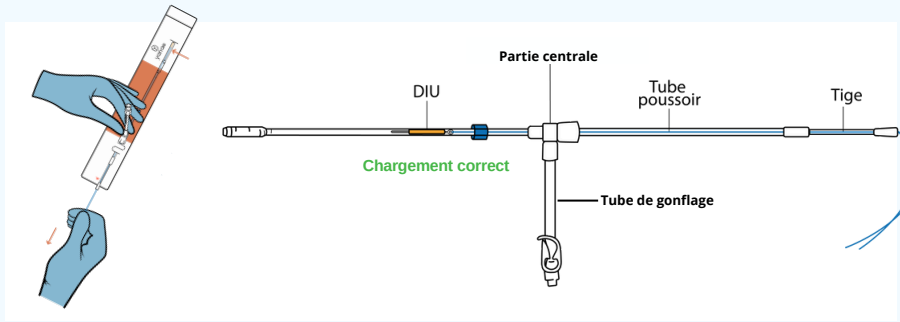 Partie centrale
DIU
Tube
poussoir
Tige
Chargement correct
Tube de gonflage